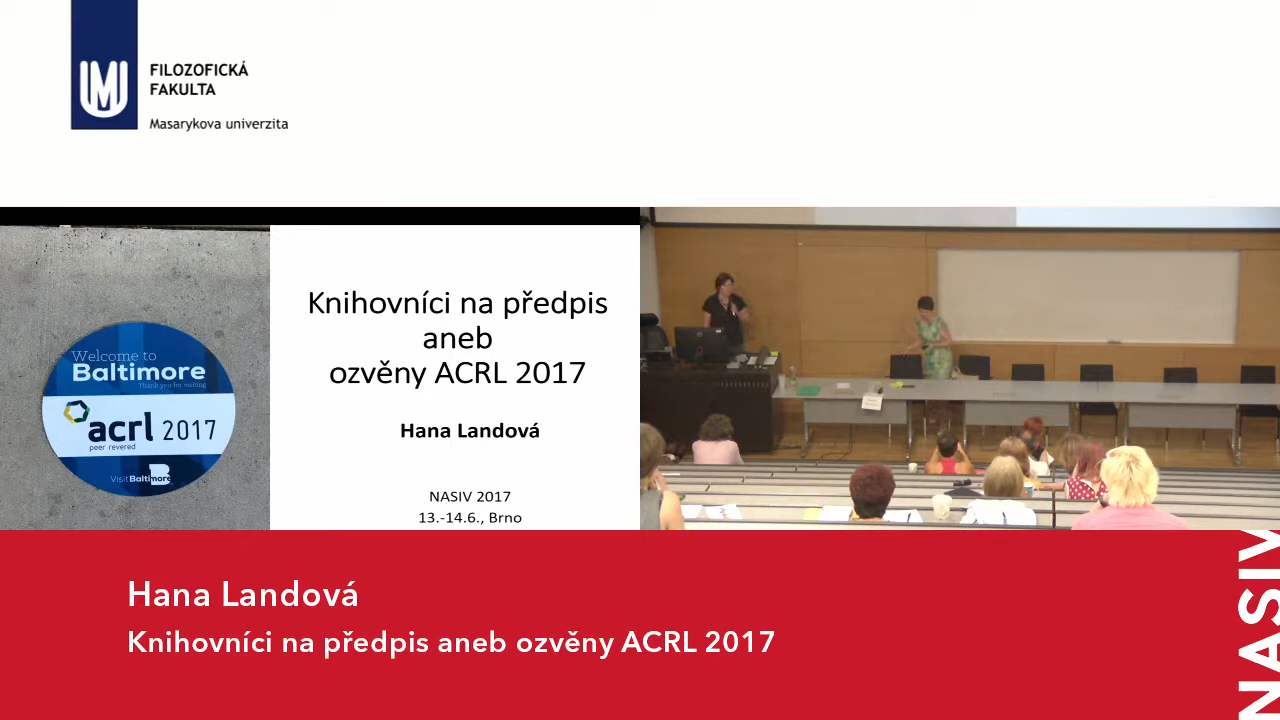 FILOZOFICKÁ
FAKULTA
Masarykova univerzita
Welcome to
Baltimore
Thank you for visiting
acrl 2017
peer revered
Visit Baltimore
Knihovníci na předpis
aneb
ozvěny ACRL 2017
Hana Landová
NASIV 2017
13.-14.6., Brno
Hana Landová
Knihovníci na předpis aneb ozvěny ACRL 2017
NASIV